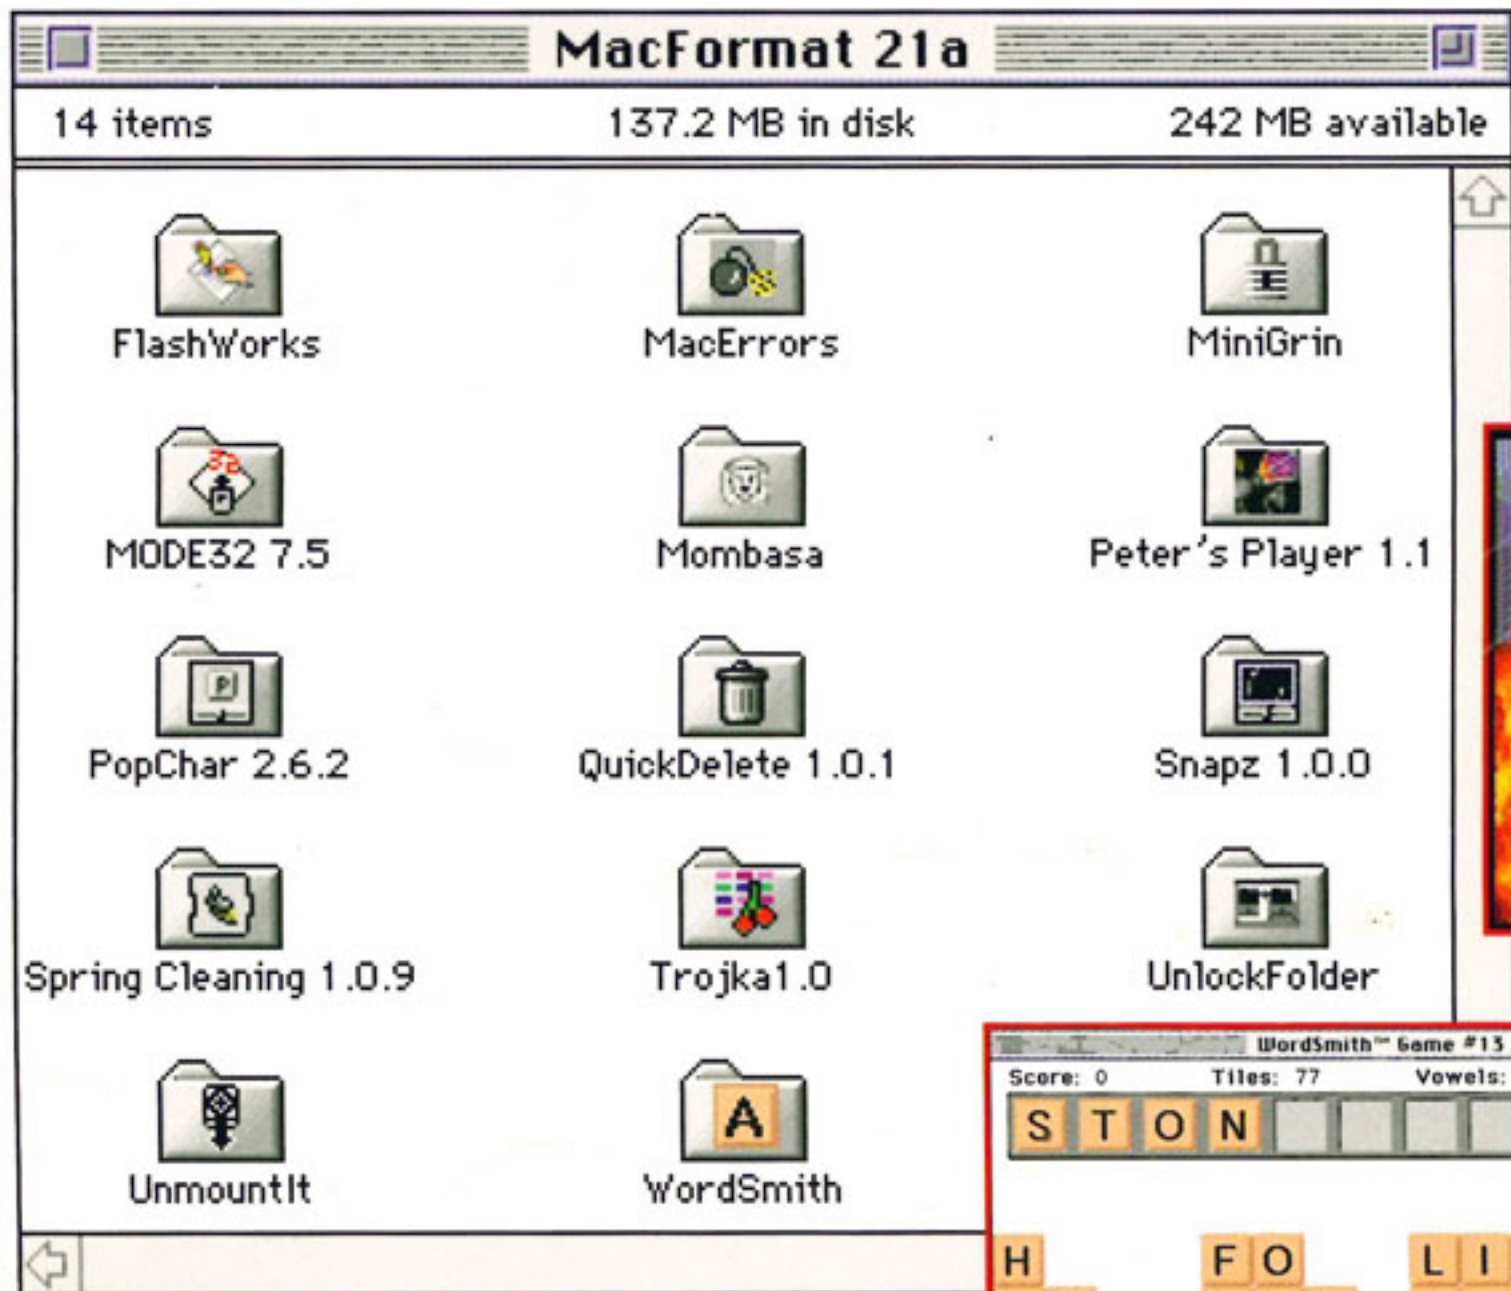 MacFormat 21a
14 items 137.2 MB in disk 242 MB available
FlashWorks MacErrors MiniGrin
32
MODE32 7.5 Mombasa Peter's Player 1.1
P
PopChar 2.6.2 QuickDelete 1.0.1 Snapz 1.0.0
Spring Cleaning 1.0.9 Trojka1.0 UnlockFolder
A
UnmountIt WordSmith
WordSmith™ Game #13
Score: 0 Tiles: 77 Vowels:
S T O N
H F O L I